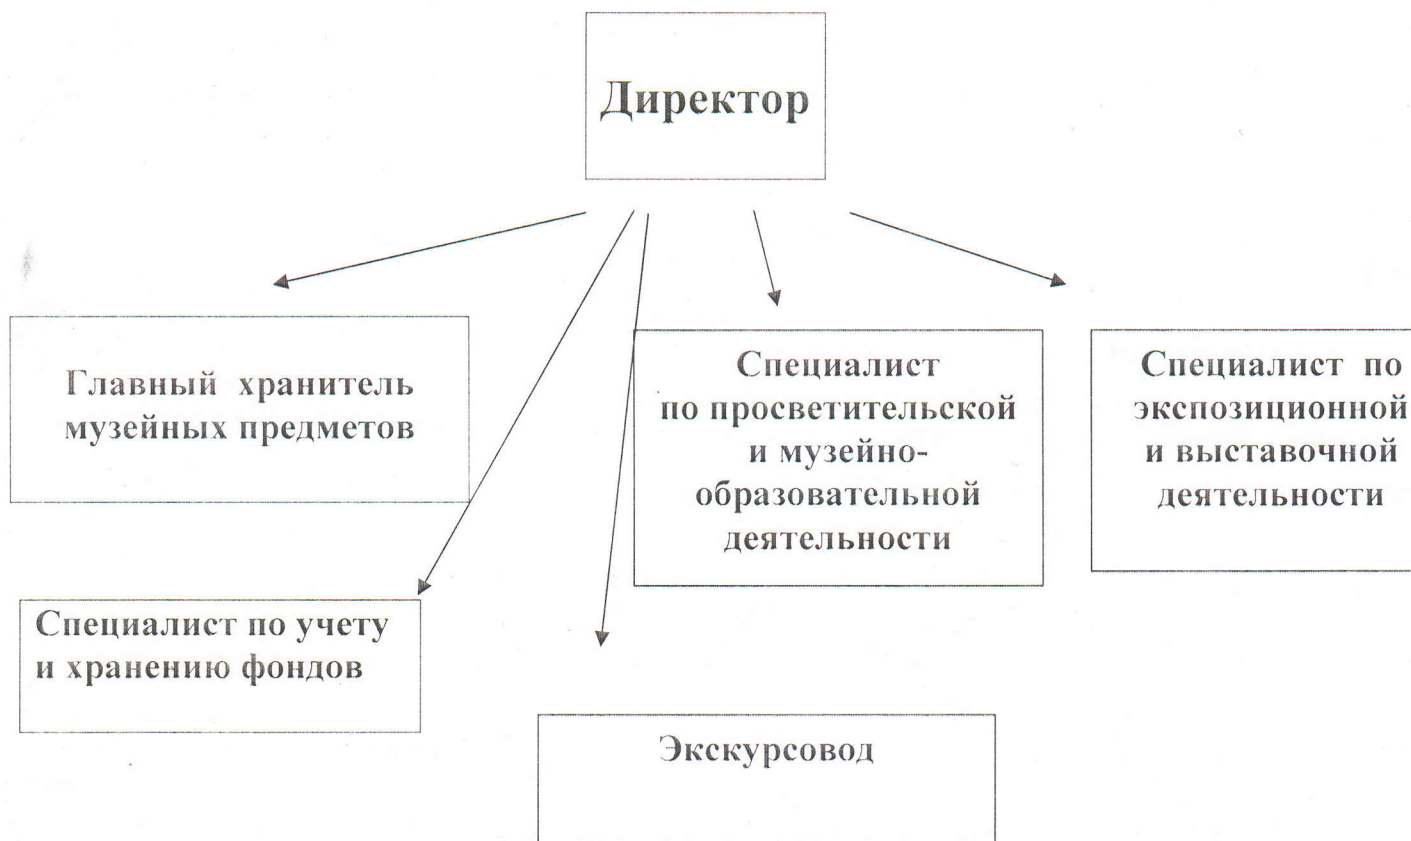 Директор
Главный хранитель
музейных предметов
Специалист
по просветительской
и музейно-
образовательной
деятельности
Специалист по
экспозиционной
и выставочной
деятельности
Специалист по учету
и хранению фондов
Экскурсовод